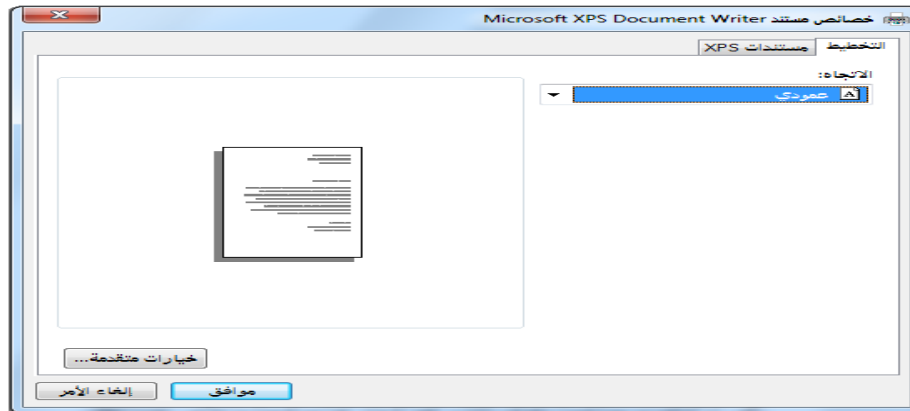 خصائص مستند Microsoft XPS Document Writer
التخطيط
مستندات XPS
الاتجاه:
عمودي
خيارات متقدمة...
موافق
إلغاء الأمر